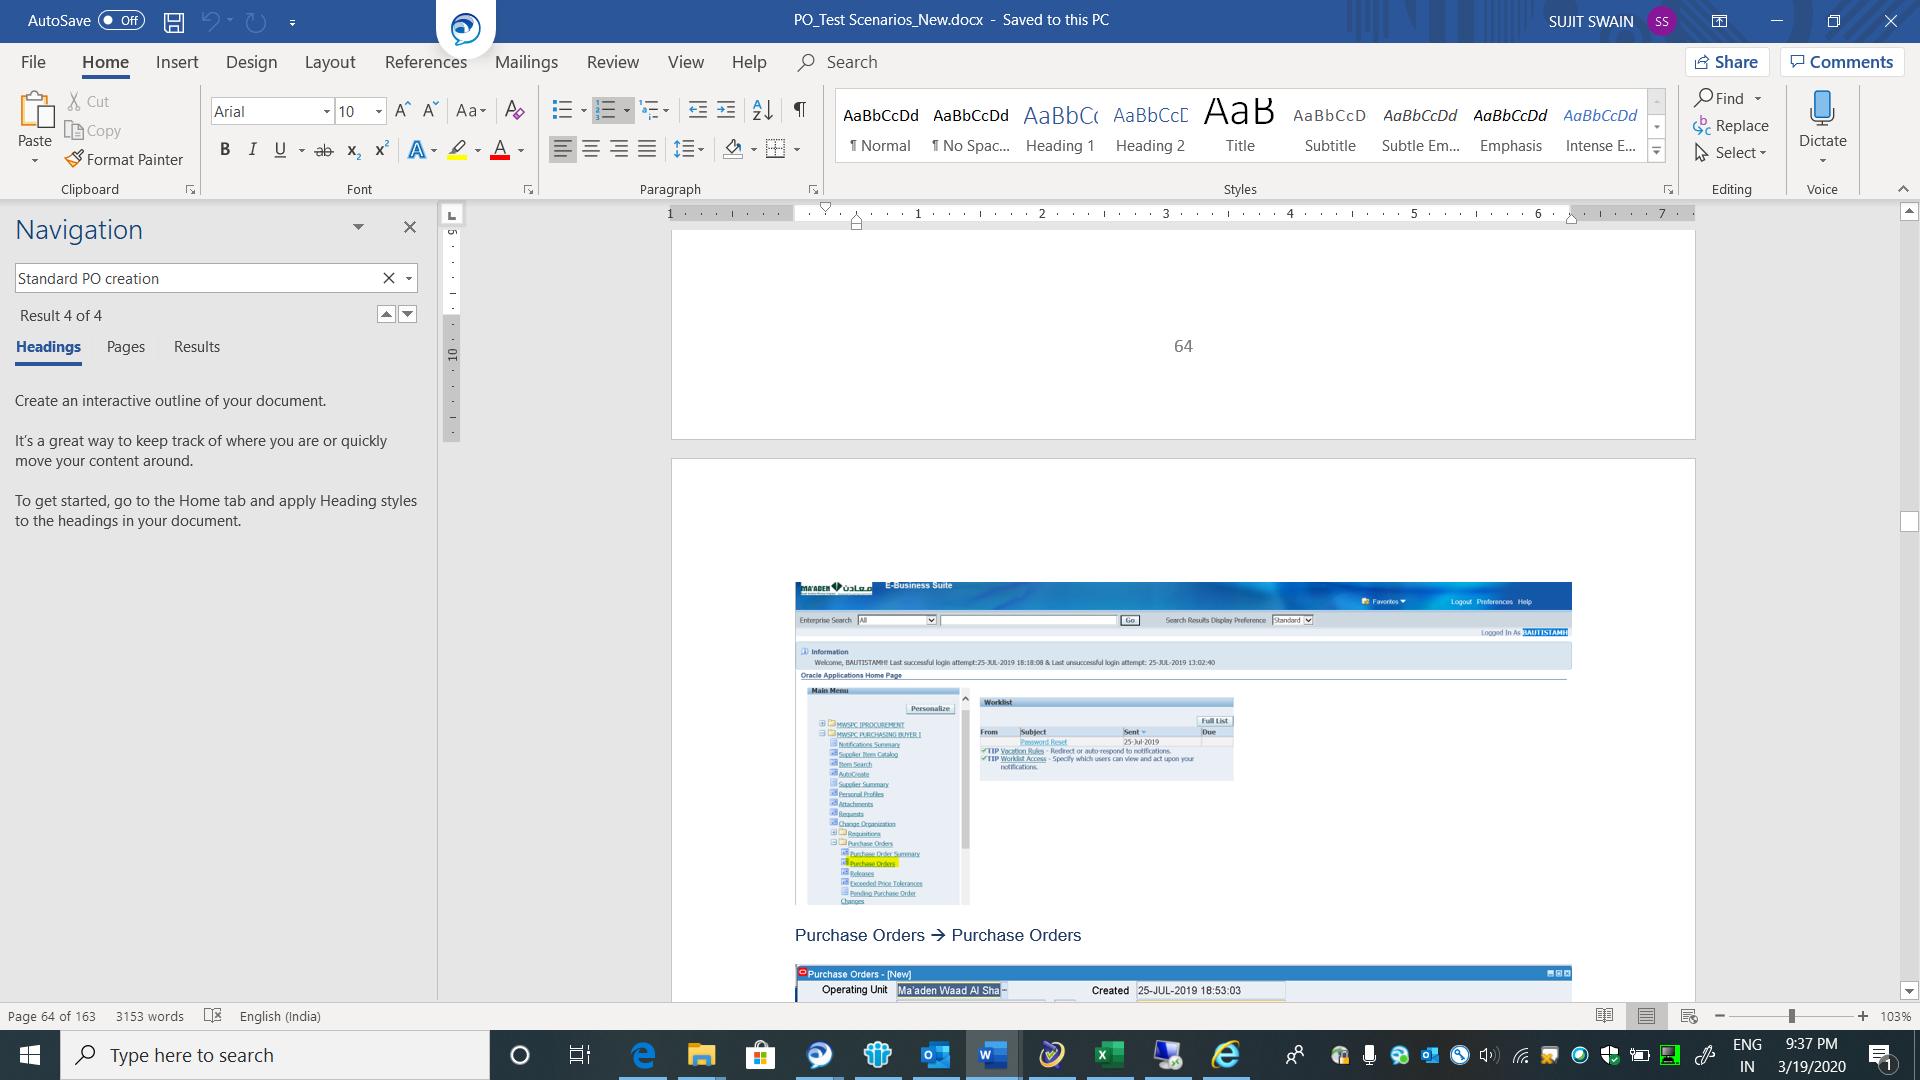 AutoSave Off
PO_Test Scenarios_New.docx - Saved to this PC
SUJIT SWAIN SS
File Home Insert Design Layout References Mailings Review View Help Search
Share Comments
Paste
Cut
Copy
Format Painter
Clipboard
Arial 10
Aa
B I U ab x₂ x² A A
Font
Paragraph
AaBbCcDd AaBbCcDd AaBbCc AaBbCcD AaB AaBbCcD AaBbCcDd AaBbCcDd AaBbCcDd
¶ Normal ¶ No Spac... Heading 1 Heading 2 Title Subtitle Subtle Em... Emphasis Intense E...
Styles
Find
Replace
Select
Editing
Dictate
Voice
Navigation
Standard PO creation
Result 4 of 4
Headings Pages Results
Create an interactive outline of your document.
It's a great way to keep track of where you are or quickly
move your content around.
To get started, go to the Home tab and apply Heading styles
to the headings in your document.
1 1 2 3 4 5 6 7
10
64
MA'ADEN معادن E-Business Suite
Favorites Logout Preferences Help
Enterprise Search All Go Search Results Display Preference Standard
Logged In As BAUTISTAMH
Information
Welcome, BAUTISTAMH! Last successful login attempt:25-JUL-2019 18:18:08 & Last unsuccessful login attempt: 25-JUL-2019 13:02:40
Oracle Applications Home Page
Main Menu
Personalize
MWSPC IPROCUREMENT
MWSPC PURCHASING BUYER 1
Notifications Summary
Supplier Item Catalog
Item Search
AutoCreate
Supplier Summary
Personal Profiles
Attachments
Requests
Change Organization
Requisitions
Purchase Orders
Purchase Order Summary
Purchase Orders
Releases
Exceeded Price Tolerances
Pending Purchase Order
Changes
Worklist
Full List
From Subject Sent Due
Password Reset 25-Jul-2019
TIP Vacation Rules - Redirect or auto-respond to notifications.
TIP Worklist Access - Specify which users can view and act upon your
notifications.
Purchase Orders → Purchase Orders
Purchase Orders - [New]
Operating Unit Ma'aden Waad Al Sha Created 25-JUL-2019 18:53:03
Page 64 of 163 3153 words English (India) 103%
Type here to search
ENG
IN
9:37 PM
3/19/2020
1